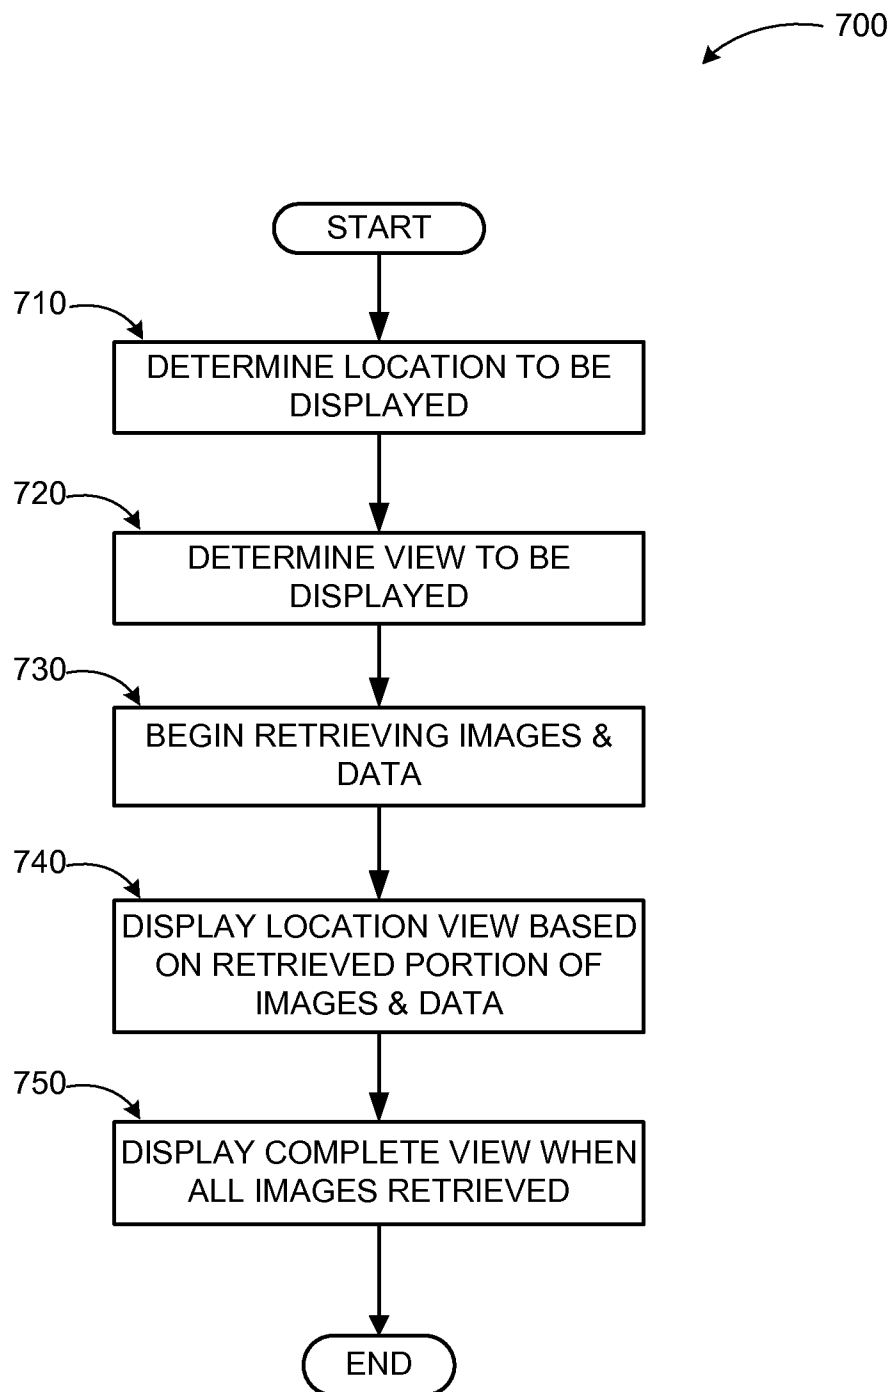 700
START
710
DETERMINE LOCATION TO BE
DISPLAYED
720
DETERMINE VIEW TO BE
DISPLAYED
730
BEGIN RETRIEVING IMAGES &
DATA
740
DISPLAY LOCATION VIEW BASED
ON RETRIEVED PORTION OF
IMAGES & DATA
750
DISPLAY COMPLETE VIEW WHEN
ALL IMAGES RETRIEVED
END